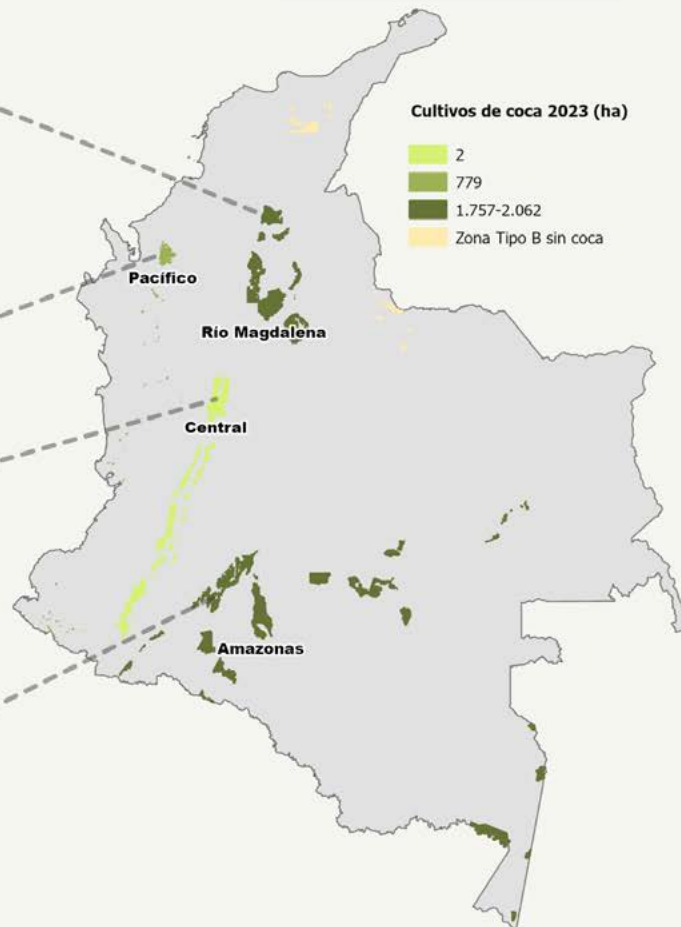 Cultivos de coca 2023 (ha)
2
779
1.757-2.062
Zona Tipo B sin coca
Pacífico
Río Magdalena
Central
Amazonas